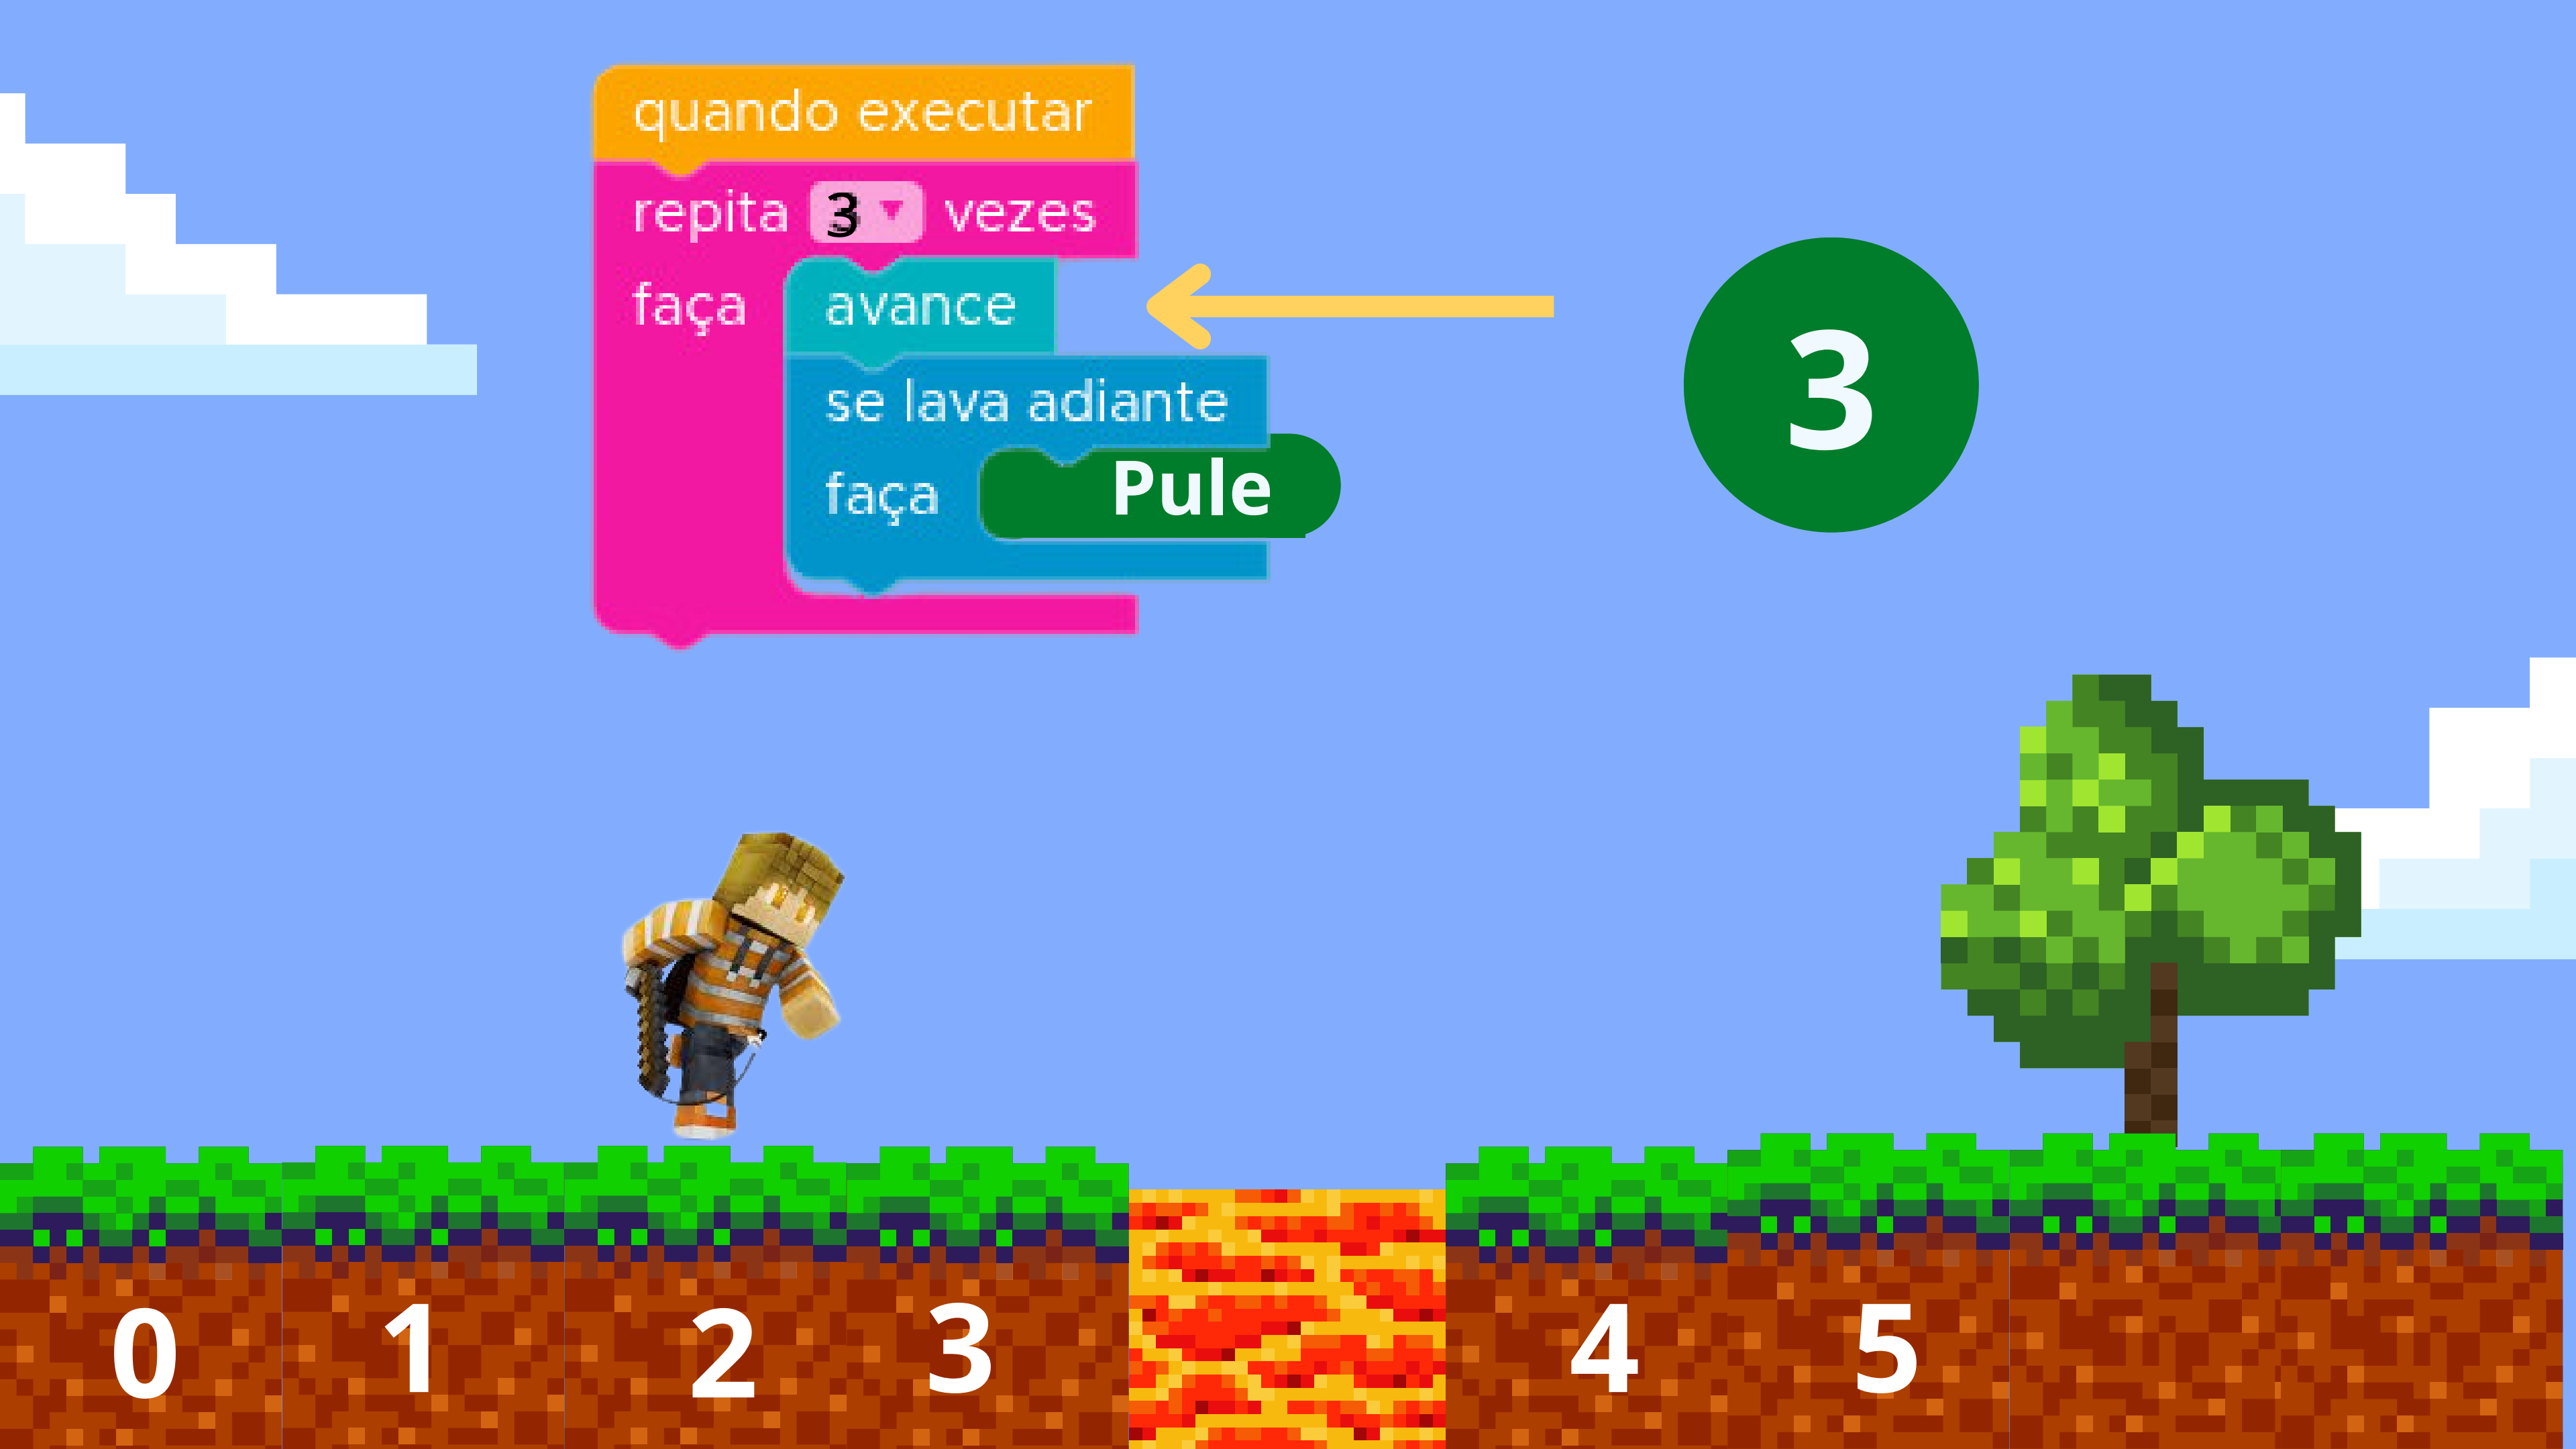 quando executar
repita 3 vezes
faça avance
se lava adiante
faça Pule
3
0 1 2 3 4 5